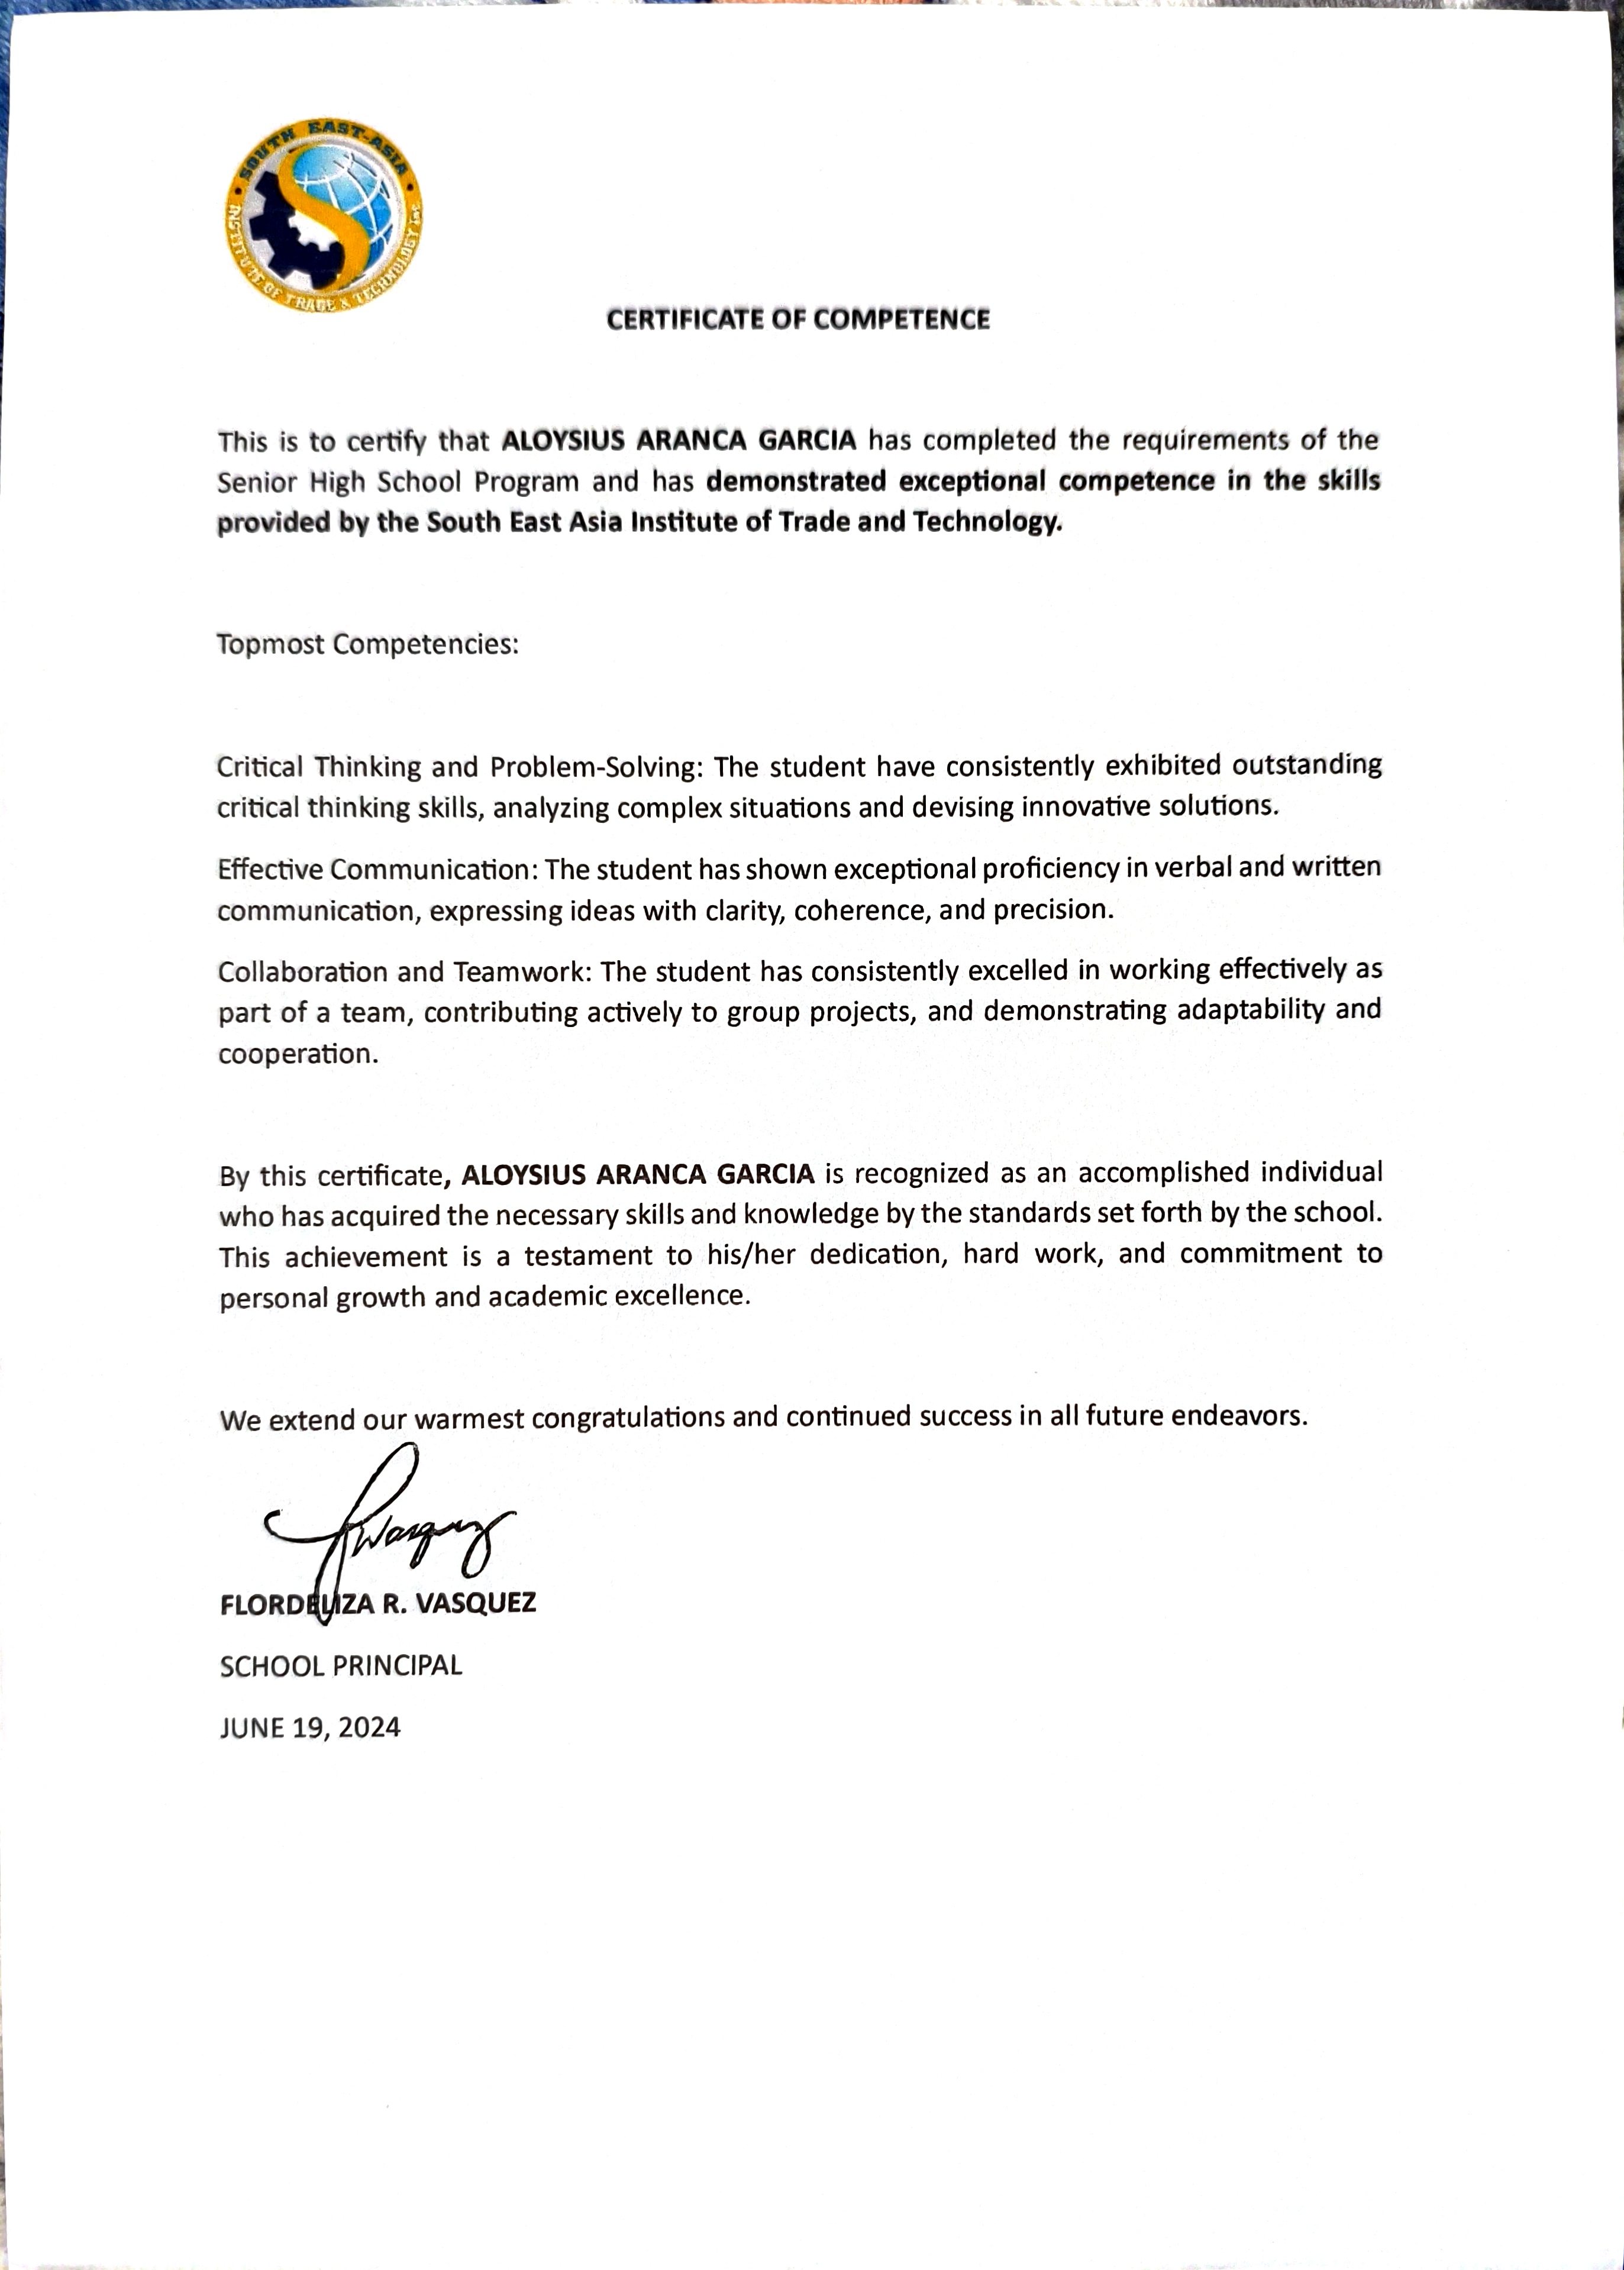 SOUTH EAST-ASIA
INSTITUTE OF TRADE & TECHNOLOGY Inc.
CERTIFICATE OF COMPETENCE
This is to certify that ALOYSIUS ARANCA GARCIA has completed the requirements of the
Senior High School Program and has demonstrated exceptional competence in the skills
provided by the South East Asia Institute of Trade and Technology.
Topmost Competencies:
Critical Thinking and Problem-Solving: The student have consistently exhibited outstanding
critical thinking skills, analyzing complex situations and devising innovative solutions.
Effective Communication: The student has shown exceptional proficiency in verbal and written
communication, expressing ideas with clarity, coherence, and precision.
Collaboration and Teamwork: The student has consistently excelled in working effectively as
part of a team, contributing actively to group projects, and demonstrating adaptability and
cooperation.
By this certificate, ALOYSIUS ARANCA GARCIA is recognized as an accomplished individual
who has acquired the necessary skills and knowledge by the standards set forth by the school.
This achievement is a testament to his/her dedication, hard work, and commitment to
personal growth and academic excellence.
We extend our warmest congratulations and continued success in all future endeavors.
FLORDELIZA R. VASQUEZ
SCHOOL PRINCIPAL
JUNE 19, 2024